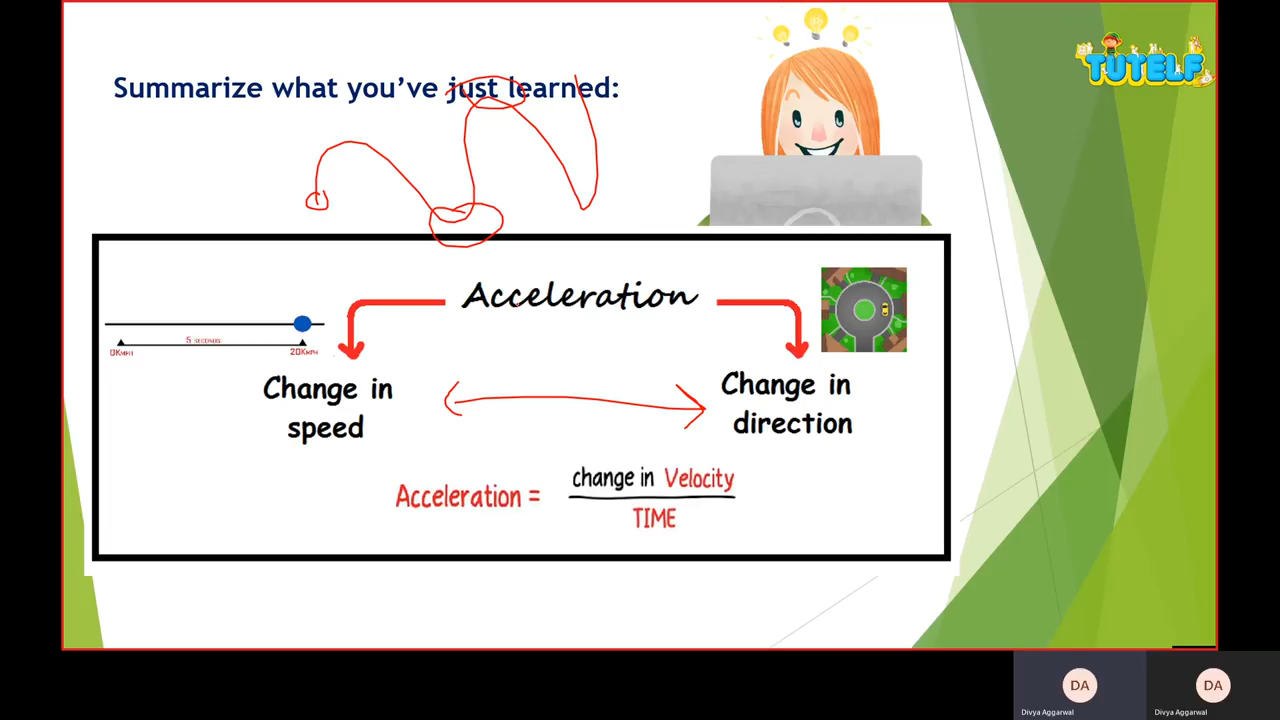 Summarize what you've just learned:
TUTELF
Acceleration
5 SECONDS
0KMPH
20KMPH
Change in
speed
Change in
direction
Acceleration = change in Velocity
TIME
DA
DA
Divya Aggarwal
Divya Aggarwal